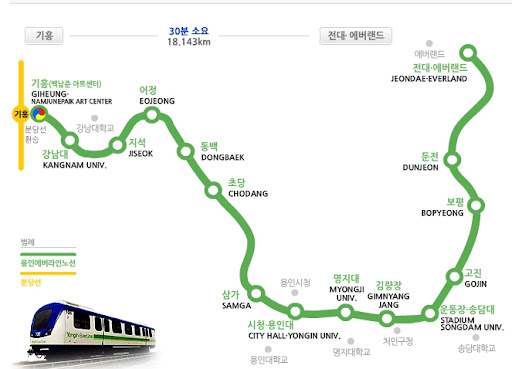 기흥
30분 소요
18.143km
전대·에버랜드
에버랜드
전대·에버랜드
JEONDAE·EVERLAND
기흥(백남준 아트센터)
GIHEUNG-
NAMJUNEPAIK ART CENTER
기흥
분당선
환승
강남대학교
강남대
KANGNAM UNIV.
지석
JISEOK
어정
EOJEONG
동백
DONGBAEK
초당
CHODANG
둔전
DUNJEON
보평
BOPYEONG
고진
GOJIN
삼가
SAMGA
용인시청
시청·용인대
CITY HALL·YONGIN UNIV.
용인대학교
명지대
MYONGJI
UNIV.
명지대학교
김량장
GIMNYANG
JANG
처인구청
운동장·송담대
STADIUM
SONGDAM UNIV.
송담대학교
범례
용인에버라인노선
분당선
Yongin EverLine